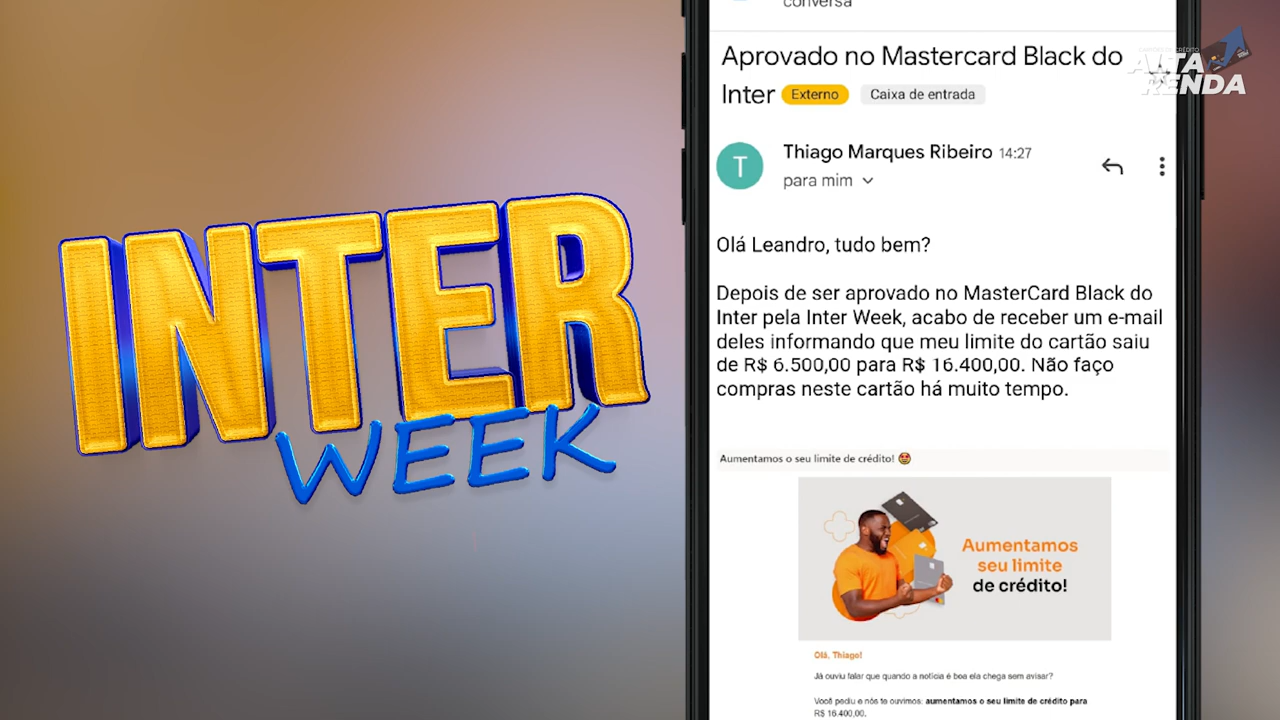 INTER
WEEK
conversa
Aprovado no Mastercard Black do
Inter Externo Caixa de entrada
T
Thiago Marques Ribeiro 14:27
para mim
Olá Leandro, tudo bem?
Depois de ser aprovado no MasterCard Black do
Inter pela Inter Week, acabo de receber um e-mail
deles informando que meu limite do cartão saiu
de R$ 6.500,00 para R$ 16.400,00. Não faço
compras neste cartão há muito tempo.
Aumentamos o seu limite de crédito! 🤩
Aumentamos
seu limite
de crédito!
Olá, Thiago!
Já ouviu falar que quando a notícia é boa ela chega sem avisar?
Você pediu e nós te ouvimos: aumentamos o seu limite de crédito para
R$ 16.400,00.
ALTA
RENDA